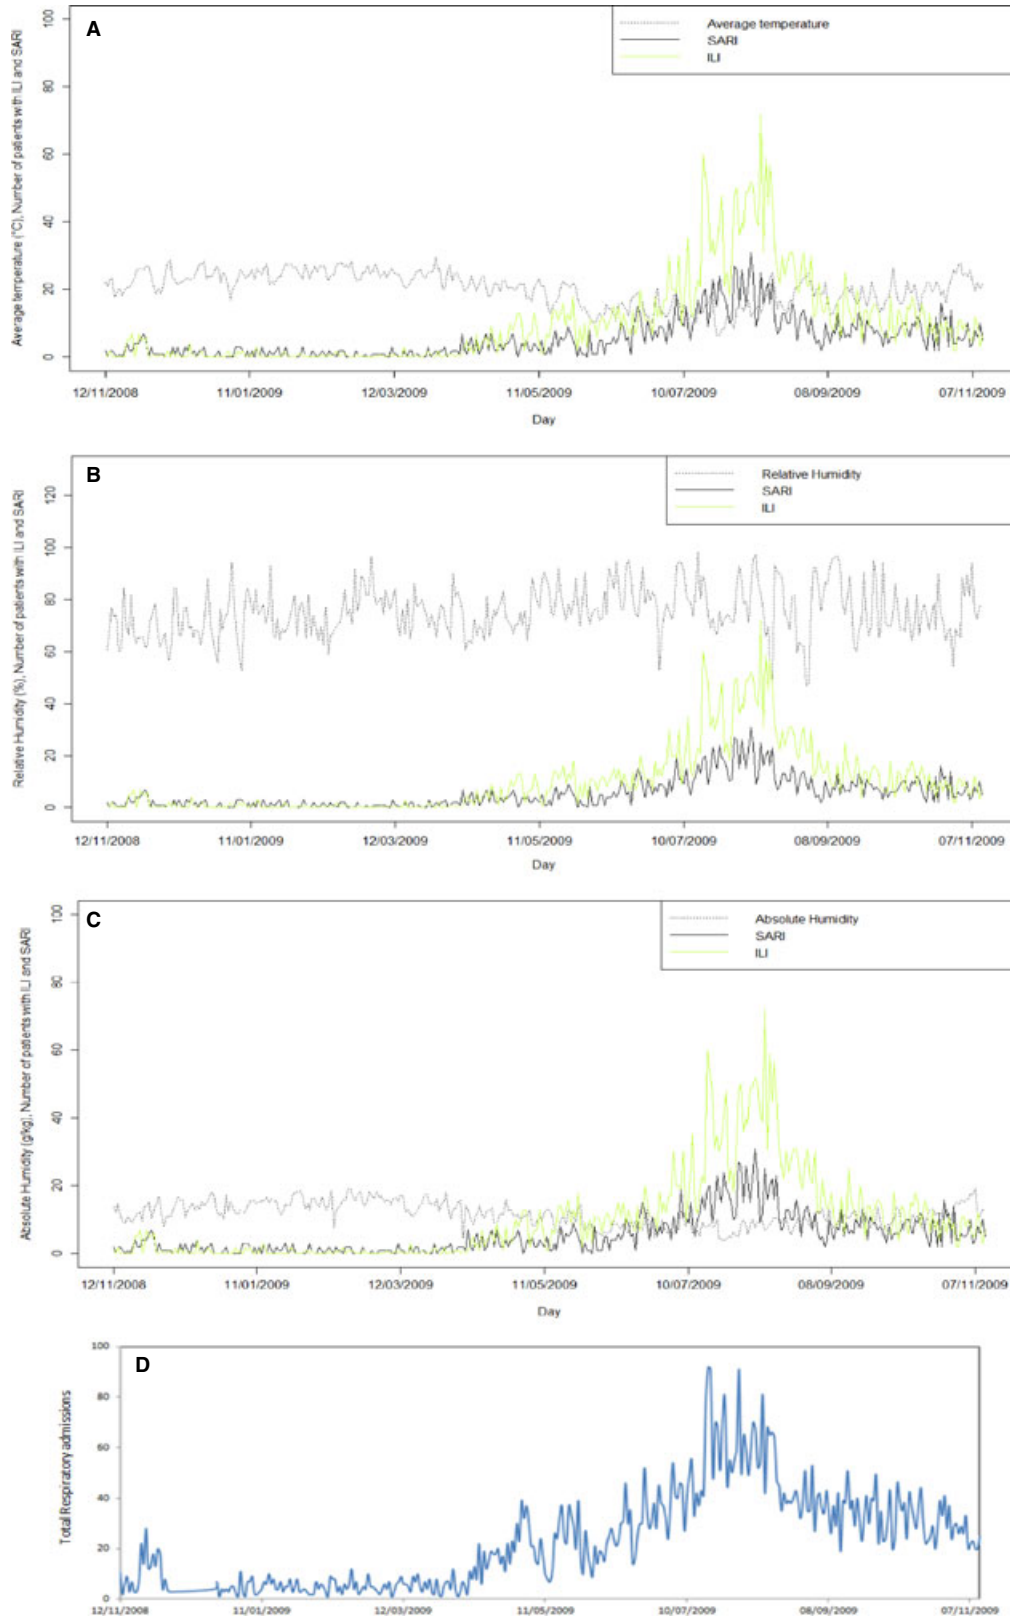 A
Average temperature
SARI
ILI
Average temperature (°C), Number of patients with ILI and SARI
100
80
60
40
20
0
12/11/2008
11/01/2009
12/03/2009
11/05/2009
10/07/2009
08/09/2009
07/11/2009
Day
B
Relative Humidity
SARI
ILI
Relative Humidity (%), Number of patients with ILI and SARI
120
100
80
60
40
20
0
12/11/2008
11/01/2009
12/03/2009
11/05/2009
10/07/2009
08/09/2009
07/11/2009
Day
C
Absolute Humidity
SARI
ILI
Absolute Humidity (g/kg), Number of patients with ILI and SARI
100
80
60
40
20
0
12/11/2008
11/01/2009
12/03/2009
11/05/2009
10/07/2009
08/09/2009
07/11/2009
Day
D
Total Respiratory admissions
100
80
60
40
20
0
12/11/2008
11/01/2009
12/03/2009
11/05/2009
10/07/2009
08/09/2009
07/11/2009